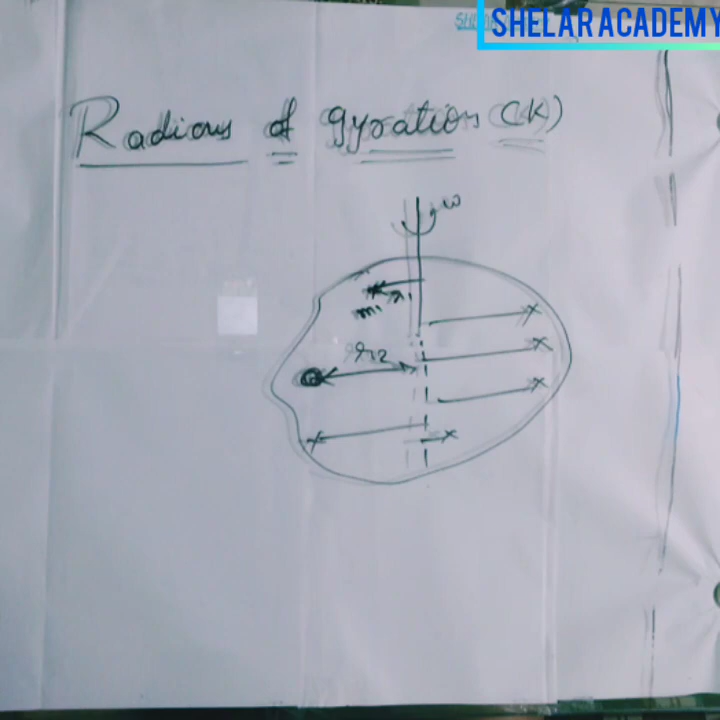 SHELAR ACADEMY
Radious of gyration (K)
ω
r1
m1
r2